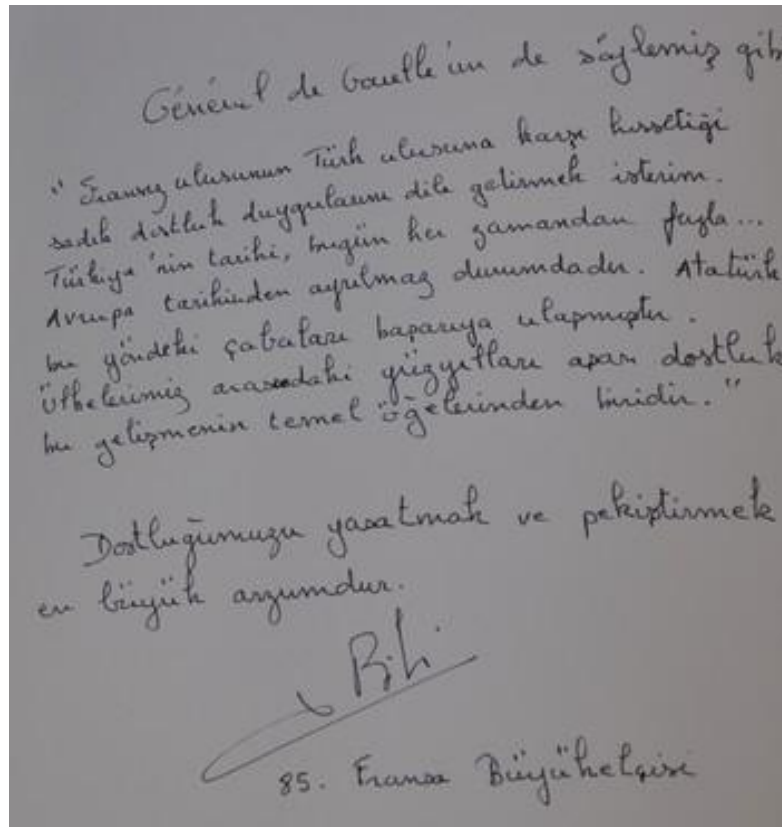 Général de Gaulle'ün de söylemiş gib
" Fransız ulusunun Türk ulusuna karşı hissetiği
sadık dostluk duygularını dile getirmek isterim.
Türkiye'nin tarihi, bugün her zamandan fazla...
Avrupa tarihinden ayrılmaz durumdadır. Atatürk
bu yöndeki çabaları başarıya ulaşmıştır.
Ülkelerimiz arasındaki yüzyılları aşan dostluk
bu gelişmenin temel öğelerinden biridir."
Dostluğumuzu yaşatmak ve pekiştirmek
en büyük arzumdur.
85. Fransa Büyükelçisi